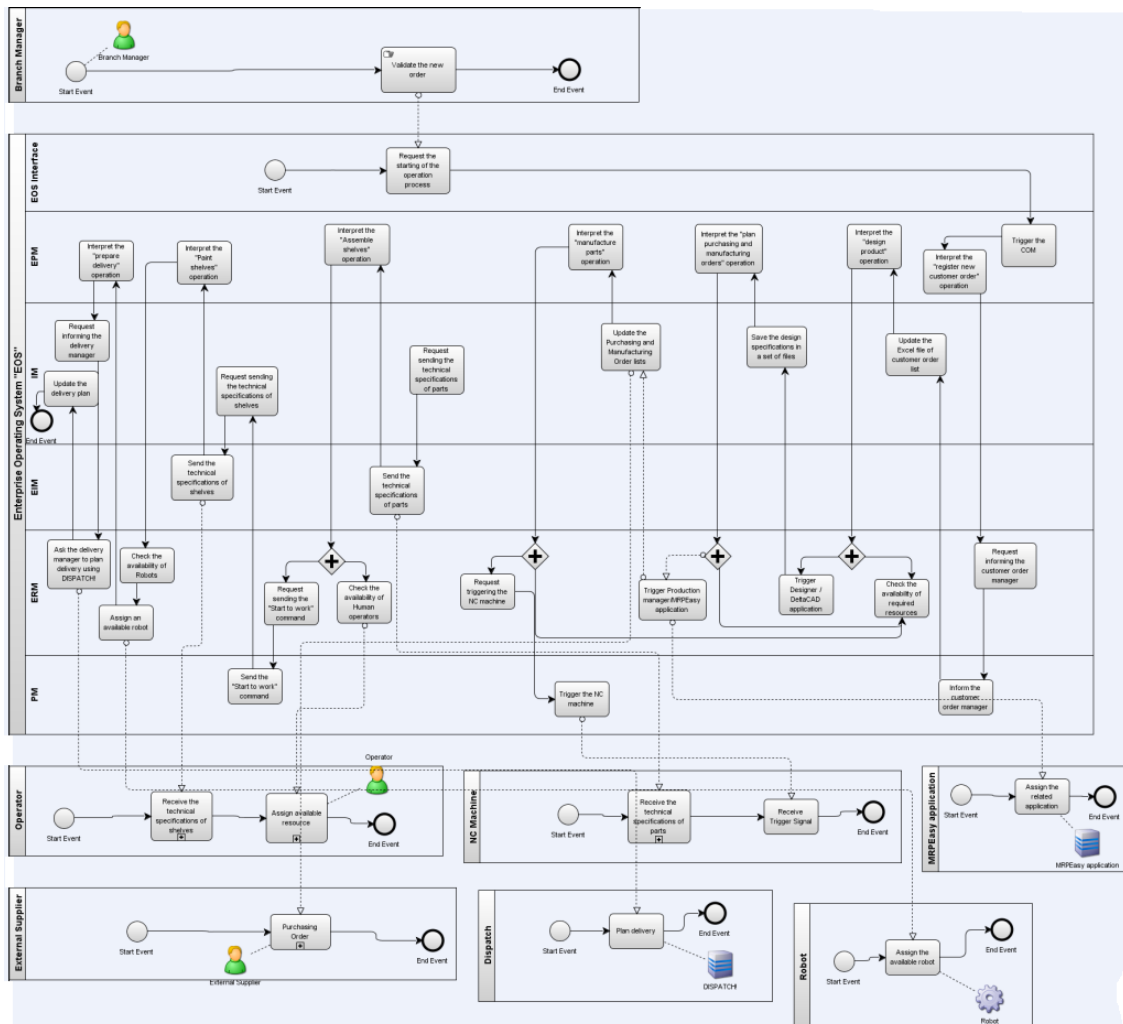 Branch Manager
Branch Manager
Start Event
Validate the new
order
End Event
Enterprise Operating System "EOS"
EOS Interface
Start Event
Request the
starting of the
operation
process
EPM
Interpret the
"prepare
delivery"
operation
Interpret the
"Paint
shelves"
operation
Interpret the
"Assemble
shelves"
operation
Interpret the
"manufacture
parts"
operation
Interpret the "plan
purchasing and
manufacturing
orders" operation
Interpret the
"design
product"
operation
Interpret the
"register new
customer order"
operation
Trigger the
COM
IM
Request
informing the
delivery
manager
Update the
delivery plan
End Event
Request sending
the technical
specifications of
shelves
Request
sending the
technical
specifications
of parts
Update the
Purchasing and
Manufacturing
Order lists
Save the design
specifications in
a set of files
Update the
Excel file of
customer order
list
EIM
Send the
technical
specifications of
shelves
Send the
technical
specifications
of parts
ERM
Ask the delivery
manager to plan
delivery using
DISPATCH!
Check the
availability of
Robots
Assign an
available robot
Request
sending the
"Start to work"
command
Check the
availability of
Human
operators
Request
triggering the
NC machine
Trigger Production
manager/MRPEasy
application
Trigger
Designer /
DeltaCAD
application
Check the
availability of
required
resources
Request
informing the
customer order
manager
PM
Send the
"Start to work"
command
Trigger the NC
machine
Inform the
customer
order manager
Operator
Start Event
Receive the
technical
specifications of
shelves
Assign available
resource
Operator
End Event
NC Machine
Start Event
Receive the
technical
specifications of
parts
Receive
Trigger Signal
End Event
MRPEasy application
Start Event
Assign the
related
application
End Event
MRPEasy application
External Supplier
Start Event
Purchasing
Order
External Supplier
End Event
Dispatch
Start Event
Plan delivery
End Event
DISPATCH!
Robot
Start Event
Assign the
available robot
End Event
Robot